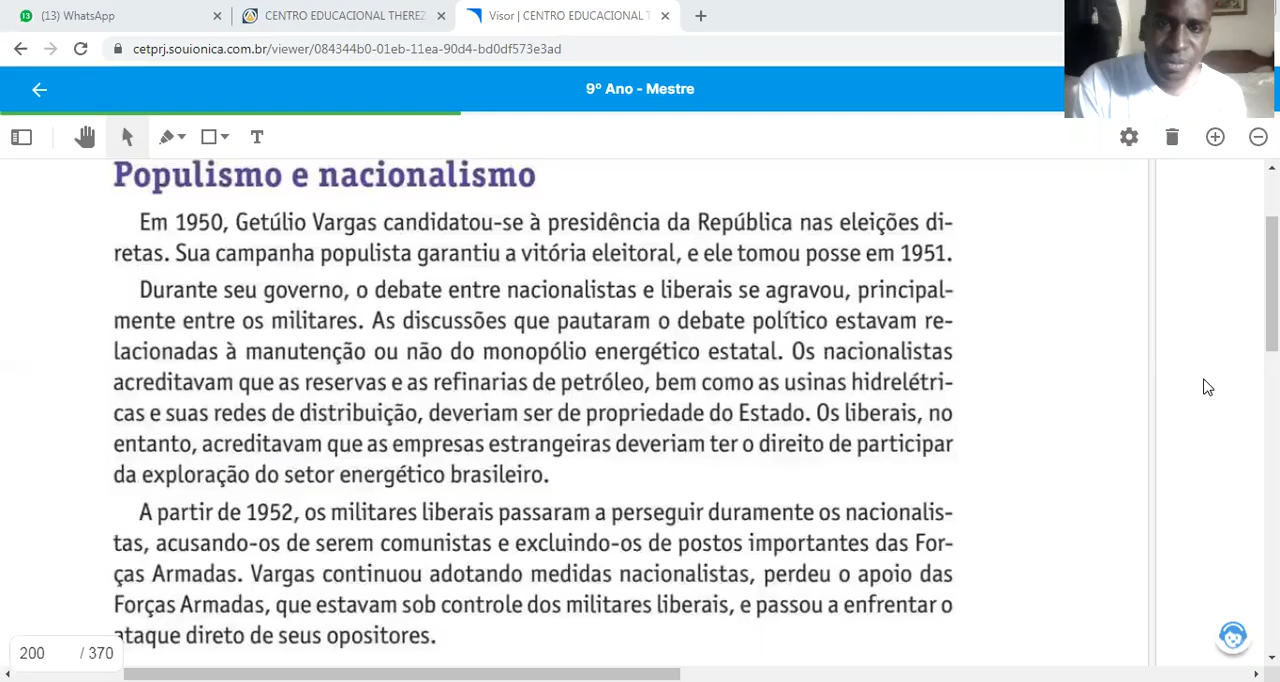 (13) WhatsApp
CENTRO EDUCACIONAL THEREZ
Visor | CENTRO EDUCACIONAL T
cetprj.souionica.com.br/viewer/084344b0-01eb-11ea-90d4-bd0df573e3ad
9º Ano - Mestre
T
Populismo e nacionalismo
Em 1950, Getúlio Vargas candidatou-se à presidência da República nas eleições di-
retas. Sua campanha populista garantiu a vitória eleitoral, e ele tomou posse em 1951.
Durante seu governo, o debate entre nacionalistas e liberais se agravou, principal-
mente entre os militares. As discussões que pautaram o debate político estavam re-
lacionadas à manutenção ou não do monopólio energético estatal. Os nacionalistas
acreditavam que as reservas e as refinarias de petróleo, bem como as usinas hidrelétri-
cas e suas redes de distribuição, deveriam ser de propriedade do Estado. Os liberais, no
entanto, acreditavam que as empresas estrangeiras deveriam ter o direito de participar
da exploração do setor energético brasileiro.
A partir de 1952, os militares liberais passaram a perseguir duramente os nacionalis-
tas, acusando-os de serem comunistas e excluindo-os de postos importantes das For-
ças Armadas. Vargas continuou adotando medidas nacionalistas, perdeu o apoio das
Forças Armadas, que estavam sob controle dos militares liberais, e passou a enfrentar o
ataque direto de seus opositores.
200 / 370